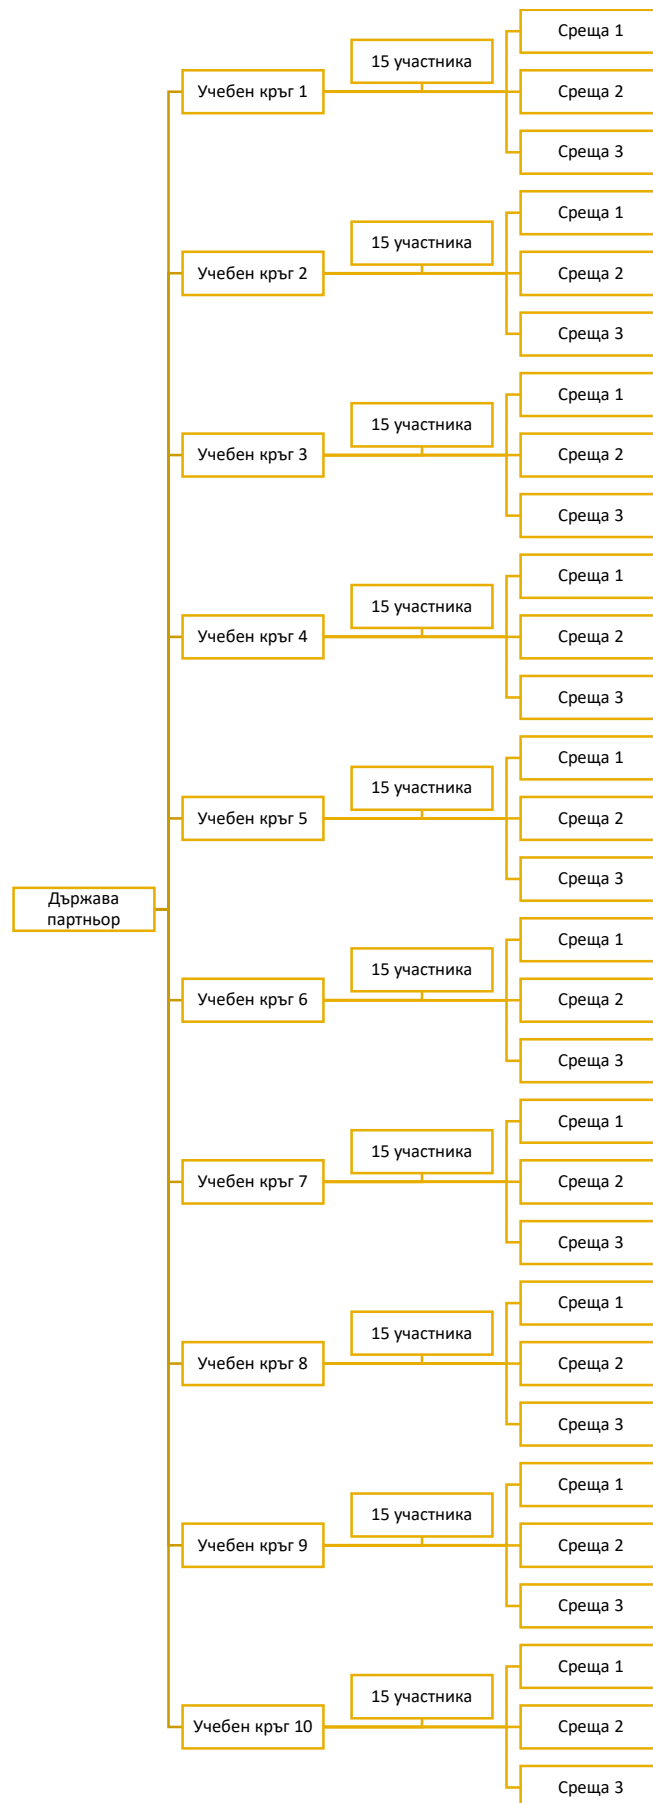 Държава
партньор
Учебен кръг 1
15 участника
Среща 1
Среща 2
Среща 3
Учебен кръг 2
15 участника
Среща 1
Среща 2
Среща 3
Учебен кръг 3
15 участника
Среща 1
Среща 2
Среща 3
Учебен кръг 4
15 участника
Среща 1
Среща 2
Среща 3
Учебен кръг 5
15 участника
Среща 1
Среща 2
Среща 3
Учебен кръг 6
15 участника
Среща 1
Среща 2
Среща 3
Учебен кръг 7
15 участника
Среща 1
Среща 2
Среща 3
Учебен кръг 8
15 участника
Среща 1
Среща 2
Среща 3
Учебен кръг 9
15 участника
Среща 1
Среща 2
Среща 3
Учебен кръг 10
15 участника
Среща 1
Среща 2
Среща 3